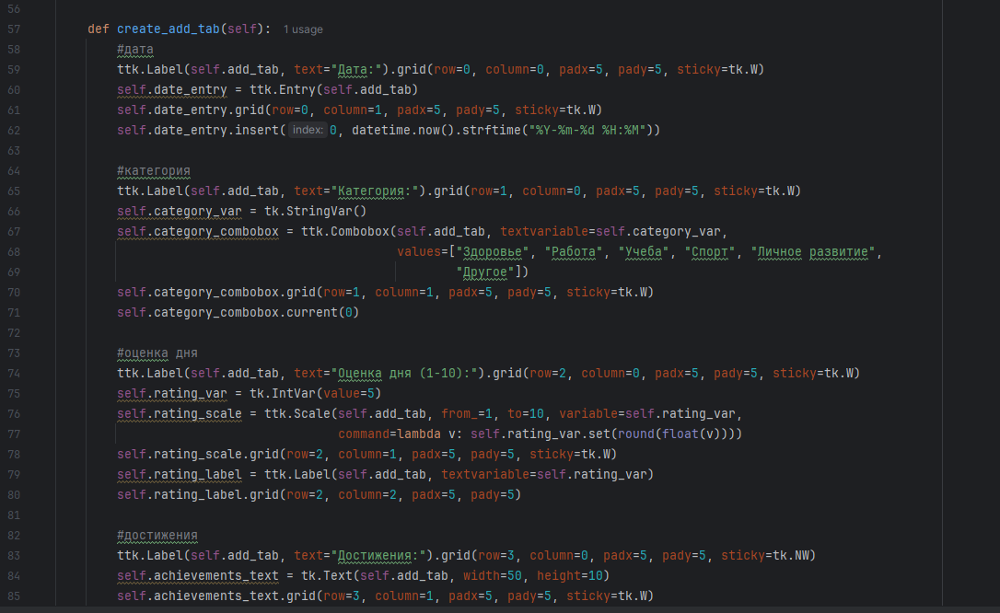 56
57 def create_add_tab(self): 1 usage
58 #дата
59 ttk.Label(self.add_tab, text="Дата:").grid(row=0, column=0, padx=5, pady=5, sticky=tk.W)
60 self.date_entry = ttk.Entry(self.add_tab)
61 self.date_entry.grid(row=0, column=1, padx=5, pady=5, sticky=tk.W)
62 self.date_entry.insert( index: 0, datetime.now().strftime("%Y-%m-%d %H:%M"))
63
64 #категория
65 ttk.Label(self.add_tab, text="Категория:").grid(row=1, column=0, padx=5, pady=5, sticky=tk.W)
66 self.category_var = tk.StringVar()
67 self.category_combobox = ttk.Combobox(self.add_tab, textvariable=self.category_var,
68 values=["Здоровье", "Работа", "Учеба", "Спорт", "Личное развитие",
69 "Другое"])
70 self.category_combobox.grid(row=1, column=1, padx=5, pady=5, sticky=tk.W)
71 self.category_combobox.current(0)
72
73 #оценка дня
74 ttk.Label(self.add_tab, text="Оценка дня (1-10):").grid(row=2, column=0, padx=5, pady=5, sticky=tk.W)
75 self.rating_var = tk.IntVar(value=5)
76 self.rating_scale = ttk.Scale(self.add_tab, from_=1, to=10, variable=self.rating_var,
77 command=lambda v: self.rating_var.set(round(float(v))))
78 self.rating_scale.grid(row=2, column=1, padx=5, pady=5, sticky=tk.W)
79 self.rating_label = ttk.Label(self.add_tab, textvariable=self.rating_var)
80 self.rating_label.grid(row=2, column=2, padx=5, pady=5)
81
82 #достижения
83 ttk.Label(self.add_tab, text="Достижения:").grid(row=3, column=0, padx=5, pady=5, sticky=tk.NW)
84 self.achievements_text = tk.Text(self.add_tab, width=50, height=10)
85 self.achievements_text.grid(row=3, column=1, padx=5, pady=5, sticky=tk.W)